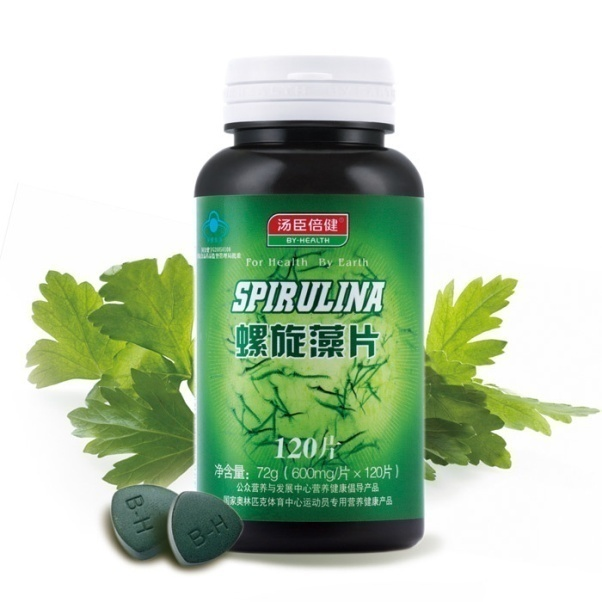 汤臣倍健®
BY-HEALTH
For Health By Earth
SPIRULINA
螺旋藻片
120片
净含量：72g（600mg/片×120片）
公众营养与发展中心营养健康倡导产品
国家奥林匹克体育中心运动员专用营养健康产品
B-H
B-H